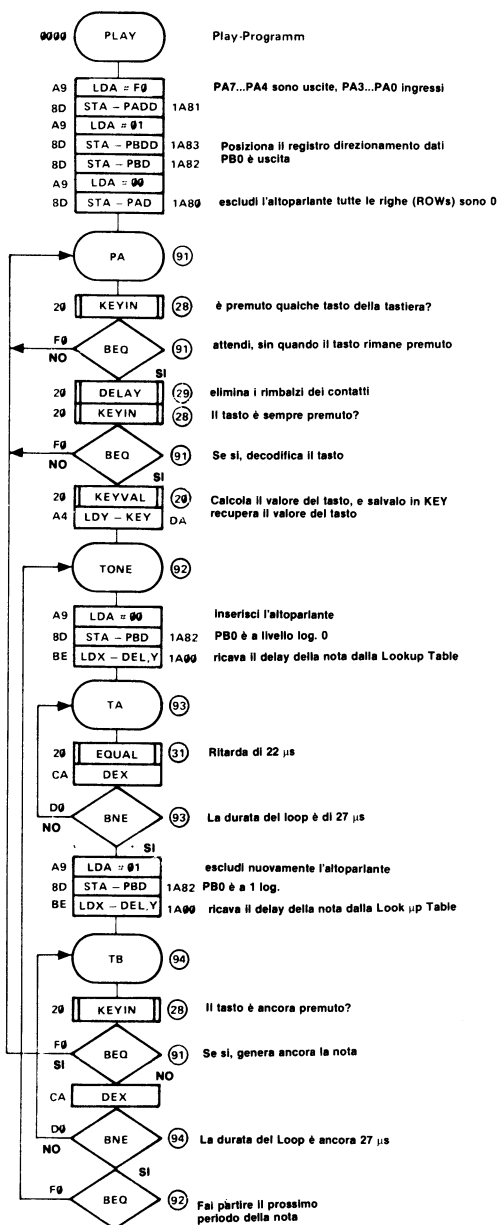 0000 PLAY Play-Programm
A9 LDA = F0 PA7...PA4 sono uscite, PA3...PA0 ingressi
8D STA – PADD 1A81
A9 LDA = 01
8D STA – PBDD 1A83 Posiziona il registro direzionamento dati
8D STA – PBD 1A82 PB0 è uscita
A9 LDA = 00
8D STA – PAD 1A80 escludi l'altoparlante tutte le righe (ROWs) sono 0
PA 91
20 KEYIN 28 è premuto qualche tasto della tastiera?
F0 BEQ 91 attendi, sin quando il tasto rimane premuto
NO
SI
20 DELAY 29 elimina i rimbalzi dei contatti
20 KEYIN 28 Il tasto è sempre premuto?
F0 BEQ 91 Se si, decodifica il tasto
NO
SI
20 KEYVAL 20 Calcola il valore del tasto, e salvalo in KEY
A4 LDY – KEY DA recupera il valore del tasto
TONE 92
A9 LDA = 00 inserisci l'altoparlante
8D STA – PBD 1A82 PB0 è a livello log. 0
BE LDX – DEL,Y 1A00 ricava il delay della nota dalla Lookup Table
TA 93
20 EQUAL 31 Ritarda di 22 μs
CA DEX
D0 BNE 93 La durata del loop è di 27 μs
NO
SI
A9 LDA = 01 escludi nuovamente l'altoparlante
8D STA – PBD 1A82 PB0 è a 1 log.
BE LDX – DEL,Y 1A00 ricava il delay della nota dalla Look μp Table
TB 94
20 KEYIN 28 Il tasto è ancora premuto?
F0 BEQ 91 Se si, genera ancora la nota
SI
NO
CA DEX
D0 BNE 94 La durata del Loop è ancora 27 μs
NO
SI
F0 BEQ 92 Fai partire il prossimo
periodo della nota